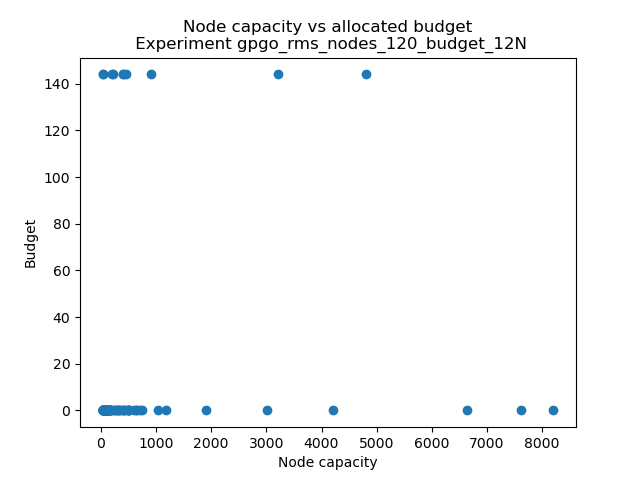 Node capacity vs allocated budget
Experiment gpgo_rms_nodes_120_budget_12N
140
120
100
80
60
40
20
0
Budget
0 1000 2000 3000 4000 5000 6000 7000 8000
Node capacity